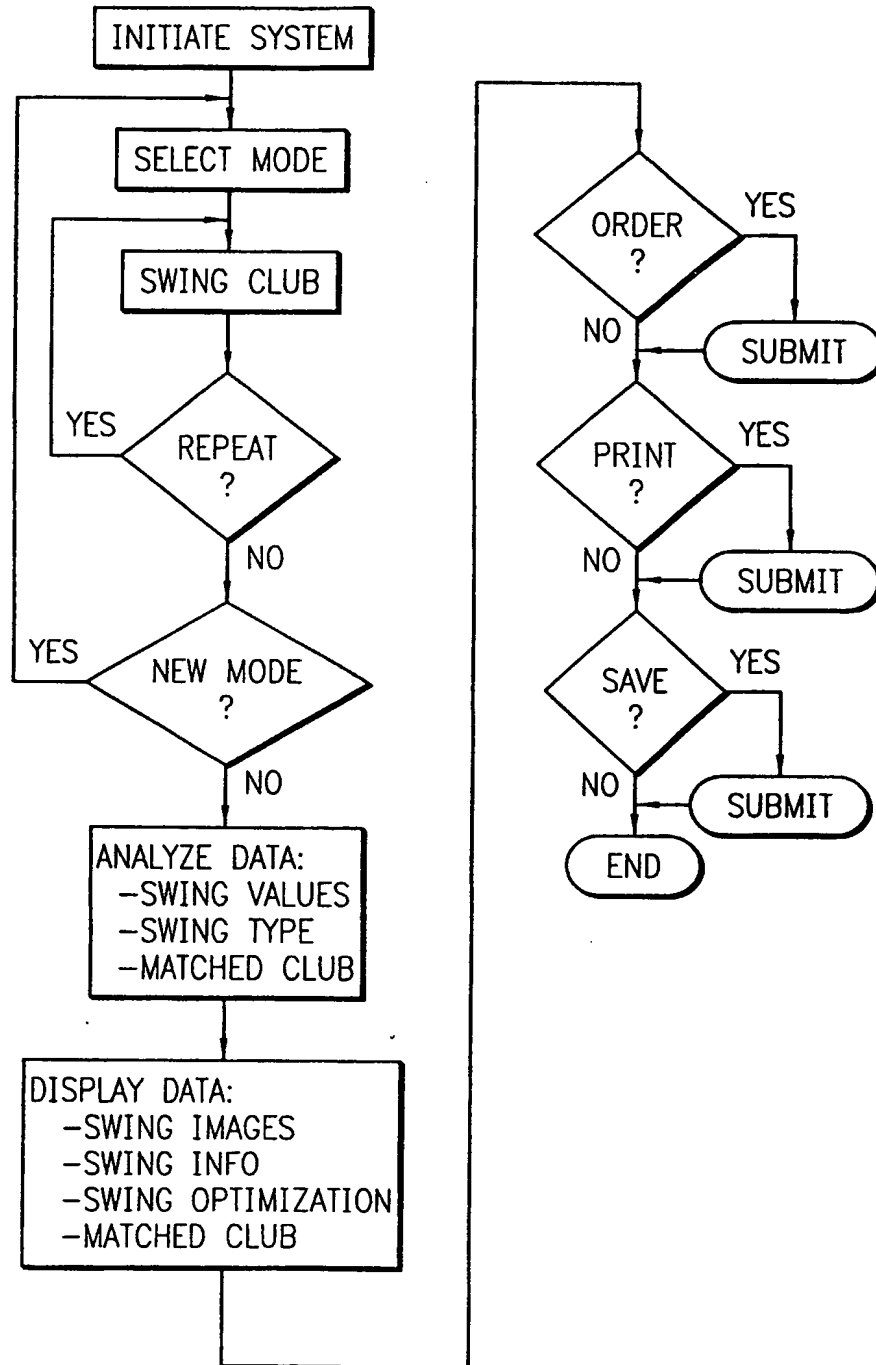 INITIATE SYSTEM
SELECT MODE
SWING CLUB
YES
REPEAT
?
NO
YES
NEW MODE
?
NO
ANALYZE DATA:
-SWING VALUES
-SWING TYPE
-MATCHED CLUB
DISPLAY DATA:
-SWING IMAGES
-SWING INFO
-SWING OPTIMIZATION
-MATCHED CLUB
ORDER
?
YES
NO
SUBMIT
PRINT
?
YES
NO
SUBMIT
SAVE
?
YES
NO
SUBMIT
END